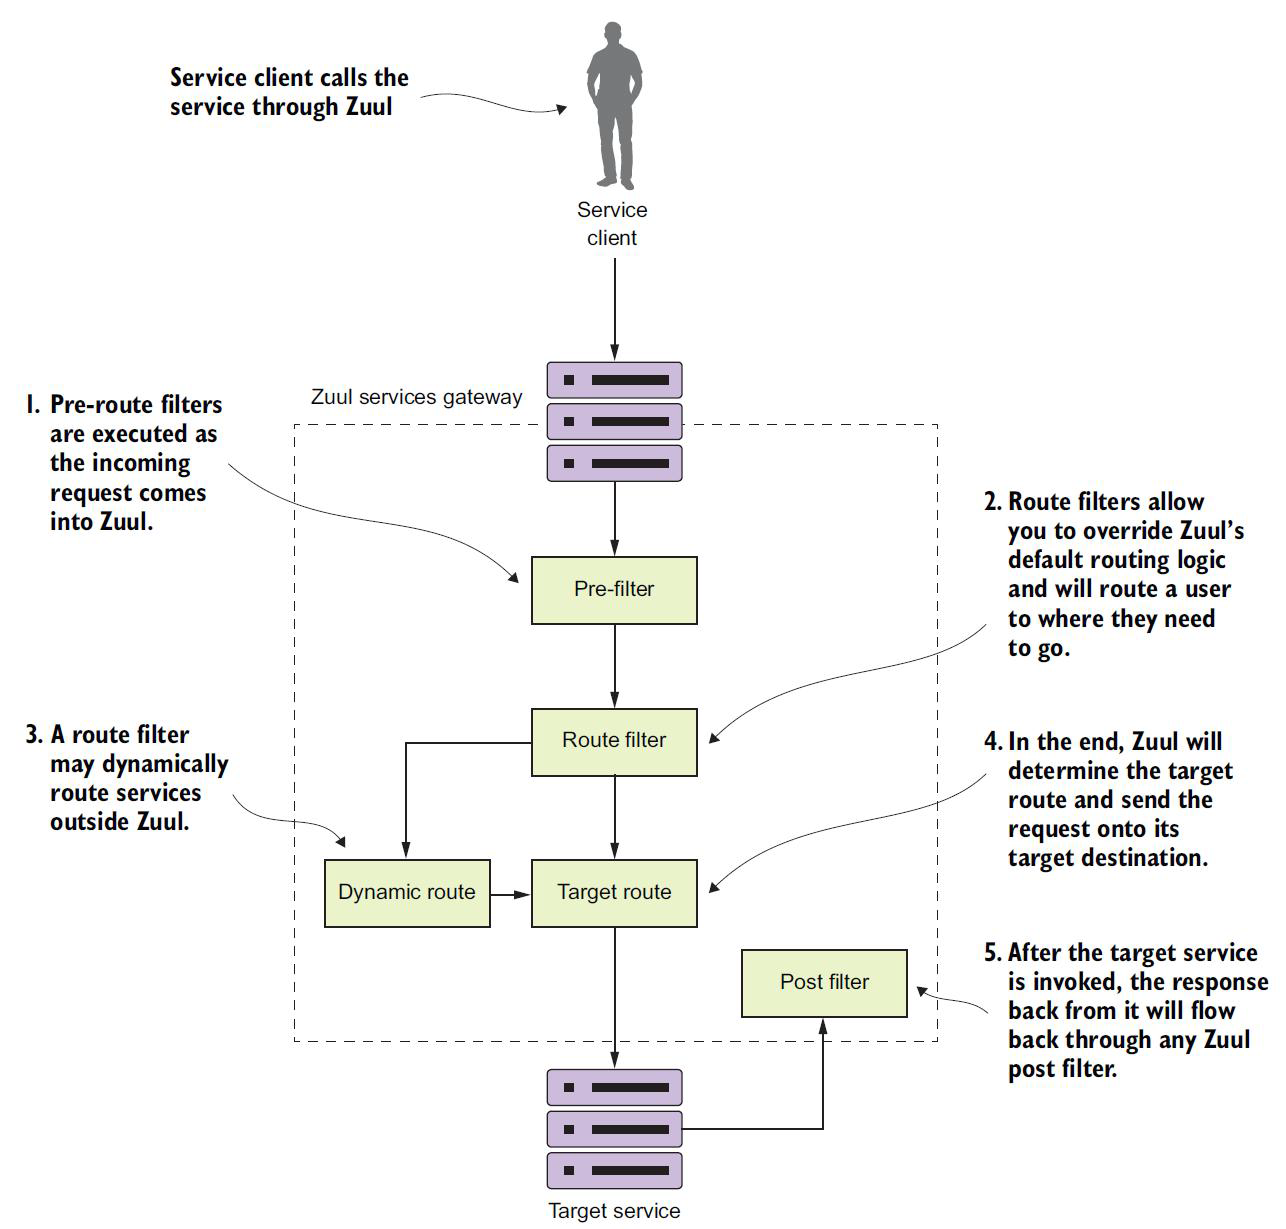 Service client calls the
service through Zuul
Service
client
Zuul services gateway
1. Pre-route filters
are executed as
the incoming
request comes
into Zuul.
Pre-filter
2. Route filters allow
you to override Zuul’s
default routing logic
and will route a user
to where they need
to go.
Route filter
3. A route filter
may dynamically
route services
outside Zuul.
4. In the end, Zuul will
determine the target
route and send the
request onto its
target destination.
Dynamic route
Target route
5. After the target service
is invoked, the response
back from it will flow
back through any Zuul
post filter.
Post filter
Target service